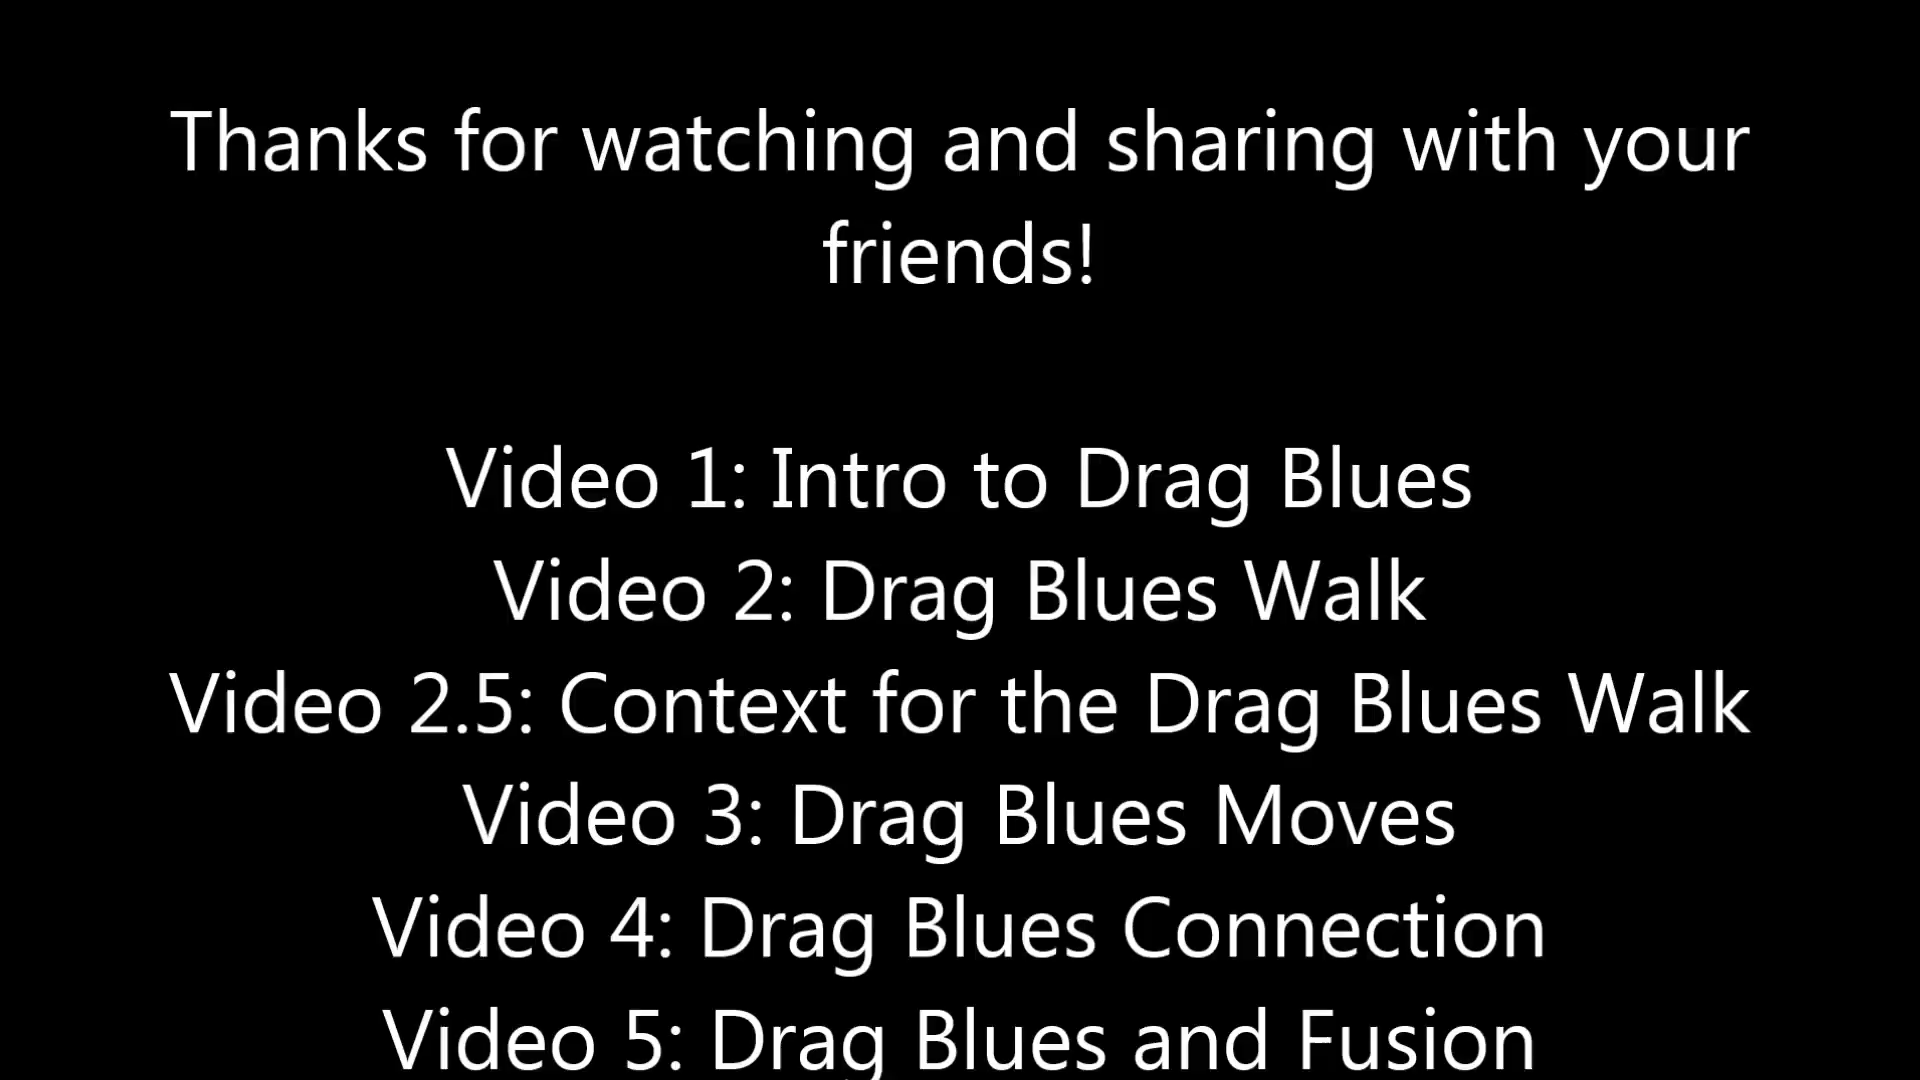 Thanks for watching and sharing with your
friends!
Video 1: Intro to Drag Blues
Video 2: Drag Blues Walk
Video 2.5: Context for the Drag Blues Walk
Video 3: Drag Blues Moves
Video 4: Drag Blues Connection
Video 5: Drag Blues and Fusion